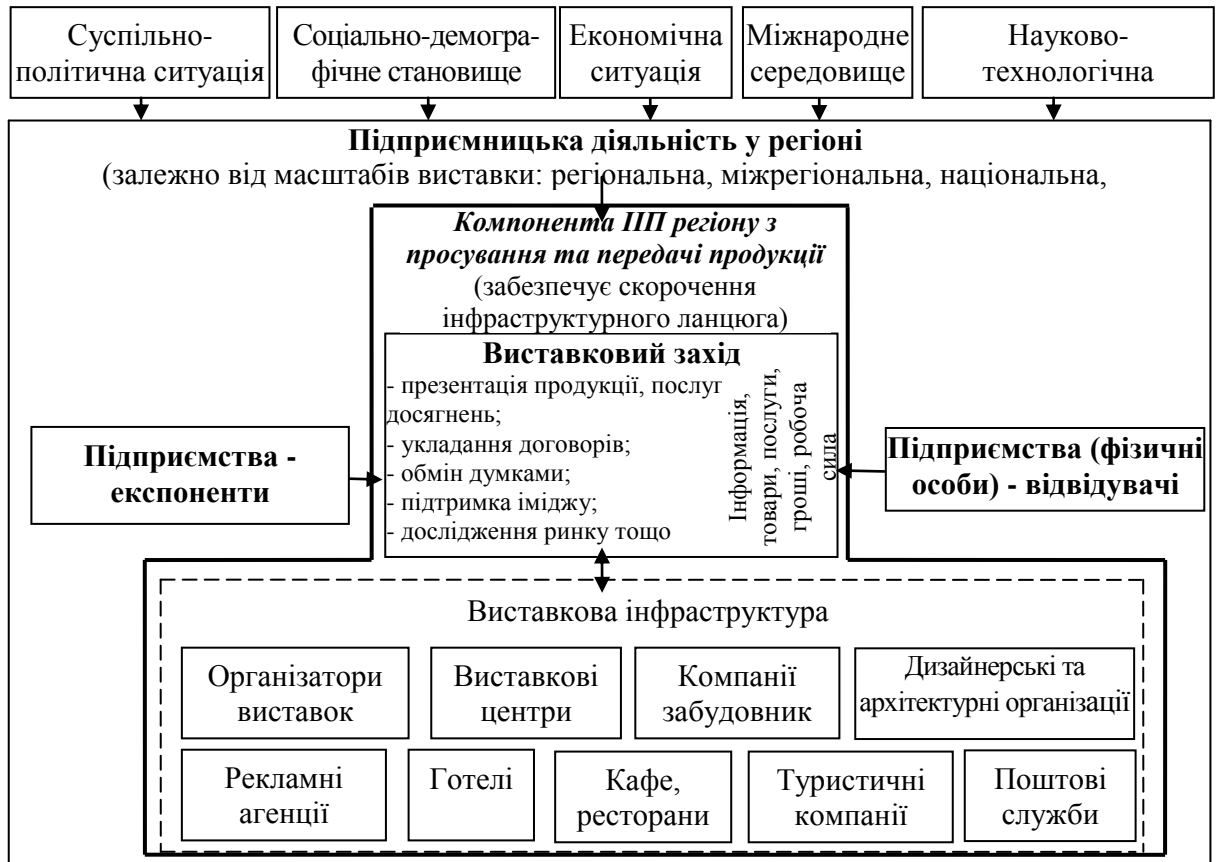 Суспільно-
політична ситуація
Соціально-демогра-
фічне становище
Економічна
ситуація
Міжнародне
середовище
Науково-
технологічна
Підприємницька діяльність у регіоні
(залежно від масштабів виставки: регіональна, міжрегіональна, національна,
Компонента ІІП регіону з
просування та передачі продукції
(забезпечує скорочення
інфраструктурного ланцюга)
Виставковий захід
- презентація продукції, послуг
досягнень;
- укладання договорів;
- обмін думками;
- підтримка іміджу;
- дослідження ринку тощо
Інформація,
товари, послуги,
гроші, робоча
сила
Підприємства -
експоненти
Підприємства (фізичні
особи) - відвідувачі
Виставкова інфраструктура
Організатори
виставок
Виставкові
центри
Компанії
забудовник
Дизайнерські та
архітектурні організації
Рекламні
агенції
Готелі
Кафе,
ресторани
Туристичні
компанії
Поштові
служби